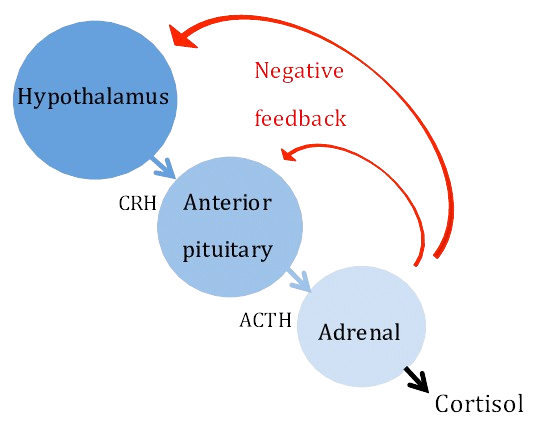 Hypothalamus
Negative
feedback
CRH
Anterior
pituitary
ACTH
Adrenal
Cortisol